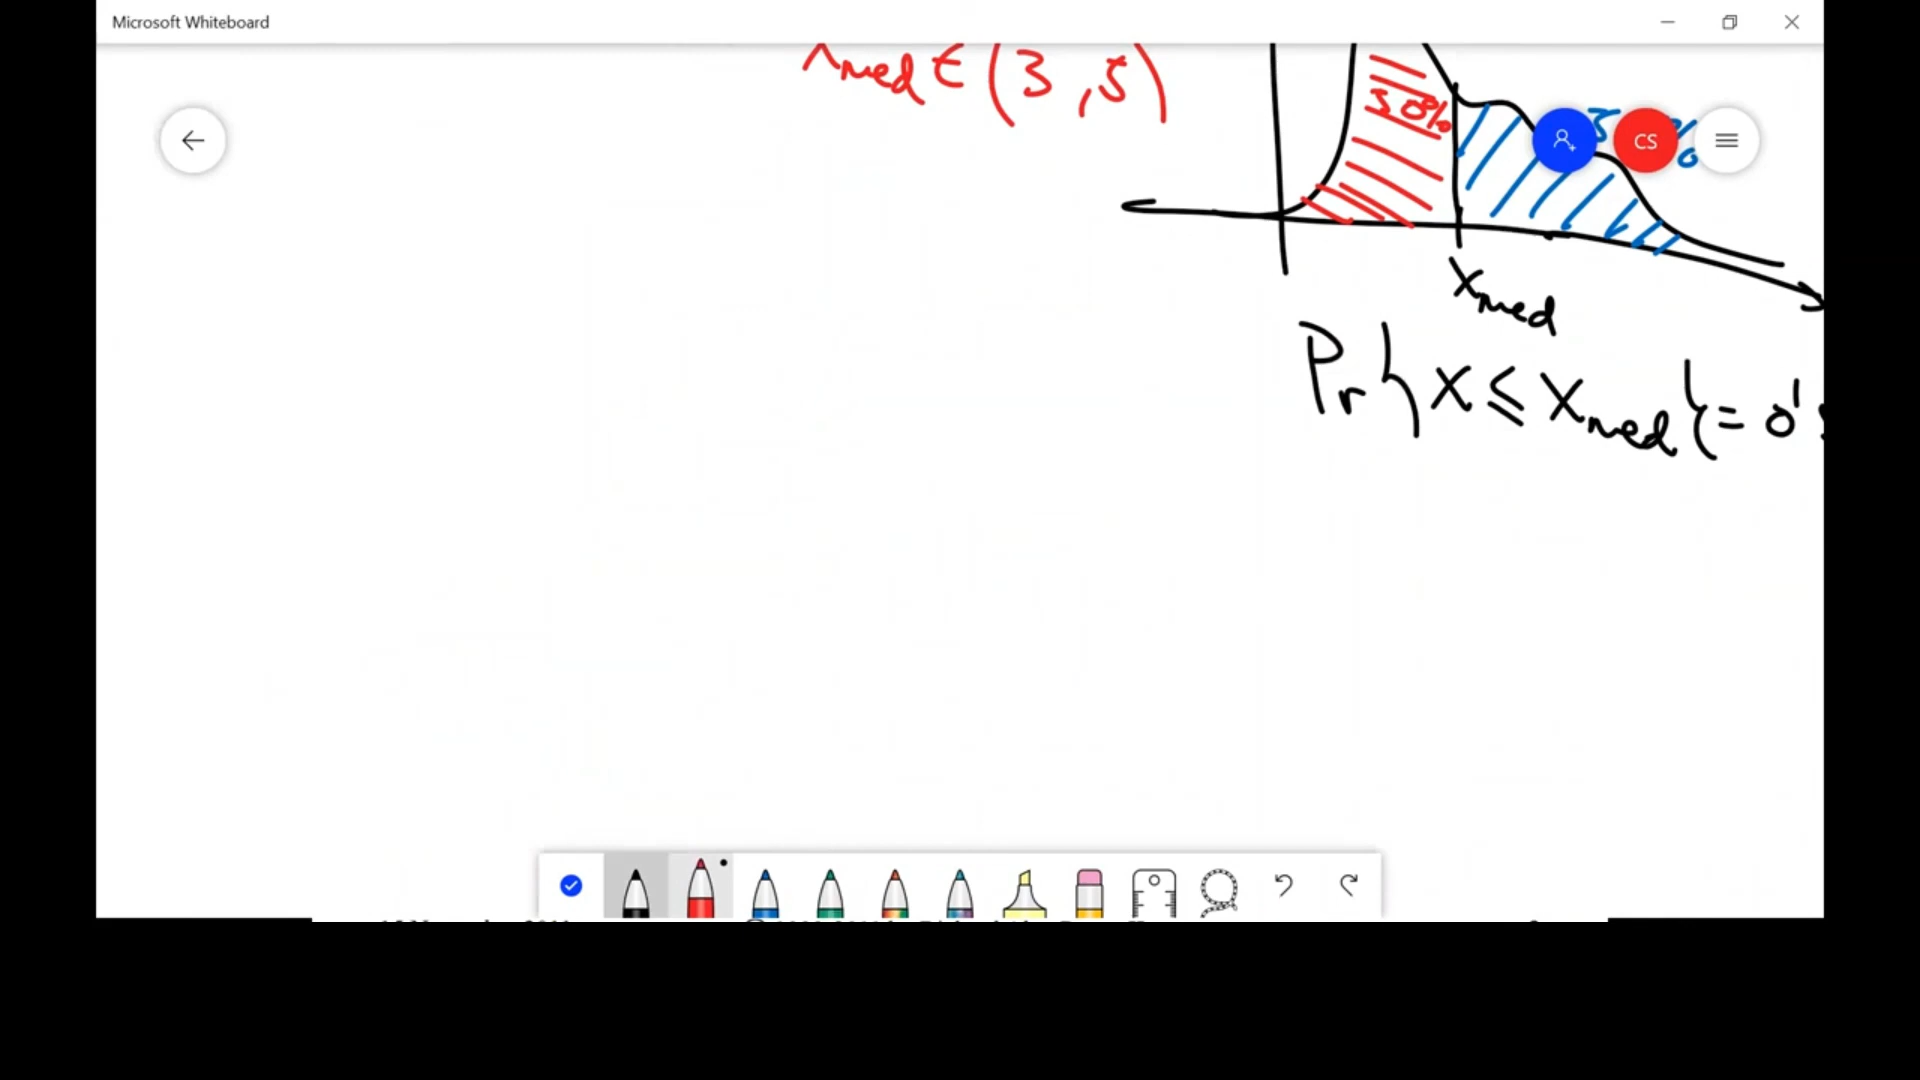 Microsoft Whiteboard
Xmed ∈ (3 , 5)
50%
CS
%
Xmed
Pr{X ≤ Xmed}= 0'